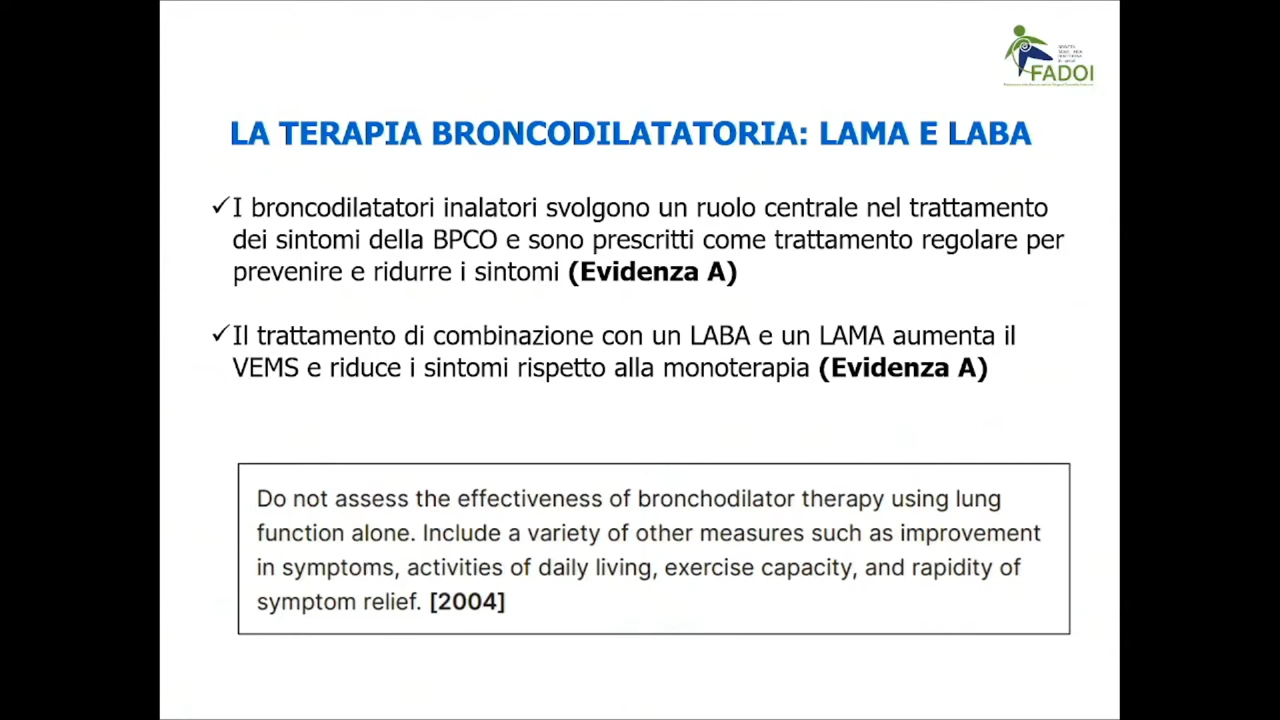 FADOI
LA TERAPIA BRONCODILATATORIA: LAMA E LABA
✓I broncodilatatori inalatori svolgono un ruolo centrale nel trattamento
dei sintomi della BPCO e sono prescritti come trattamento regolare per
prevenire e ridurre i sintomi (Evidenza A)
✓Il trattamento di combinazione con un LABA e un LAMA aumenta il
VEMS e riduce i sintomi rispetto alla monoterapia (Evidenza A)
Do not assess the effectiveness of bronchodilator therapy using lung
function alone. Include a variety of other measures such as improvement
in symptoms, activities of daily living, exercise capacity, and rapidity of
symptom relief. [2004]